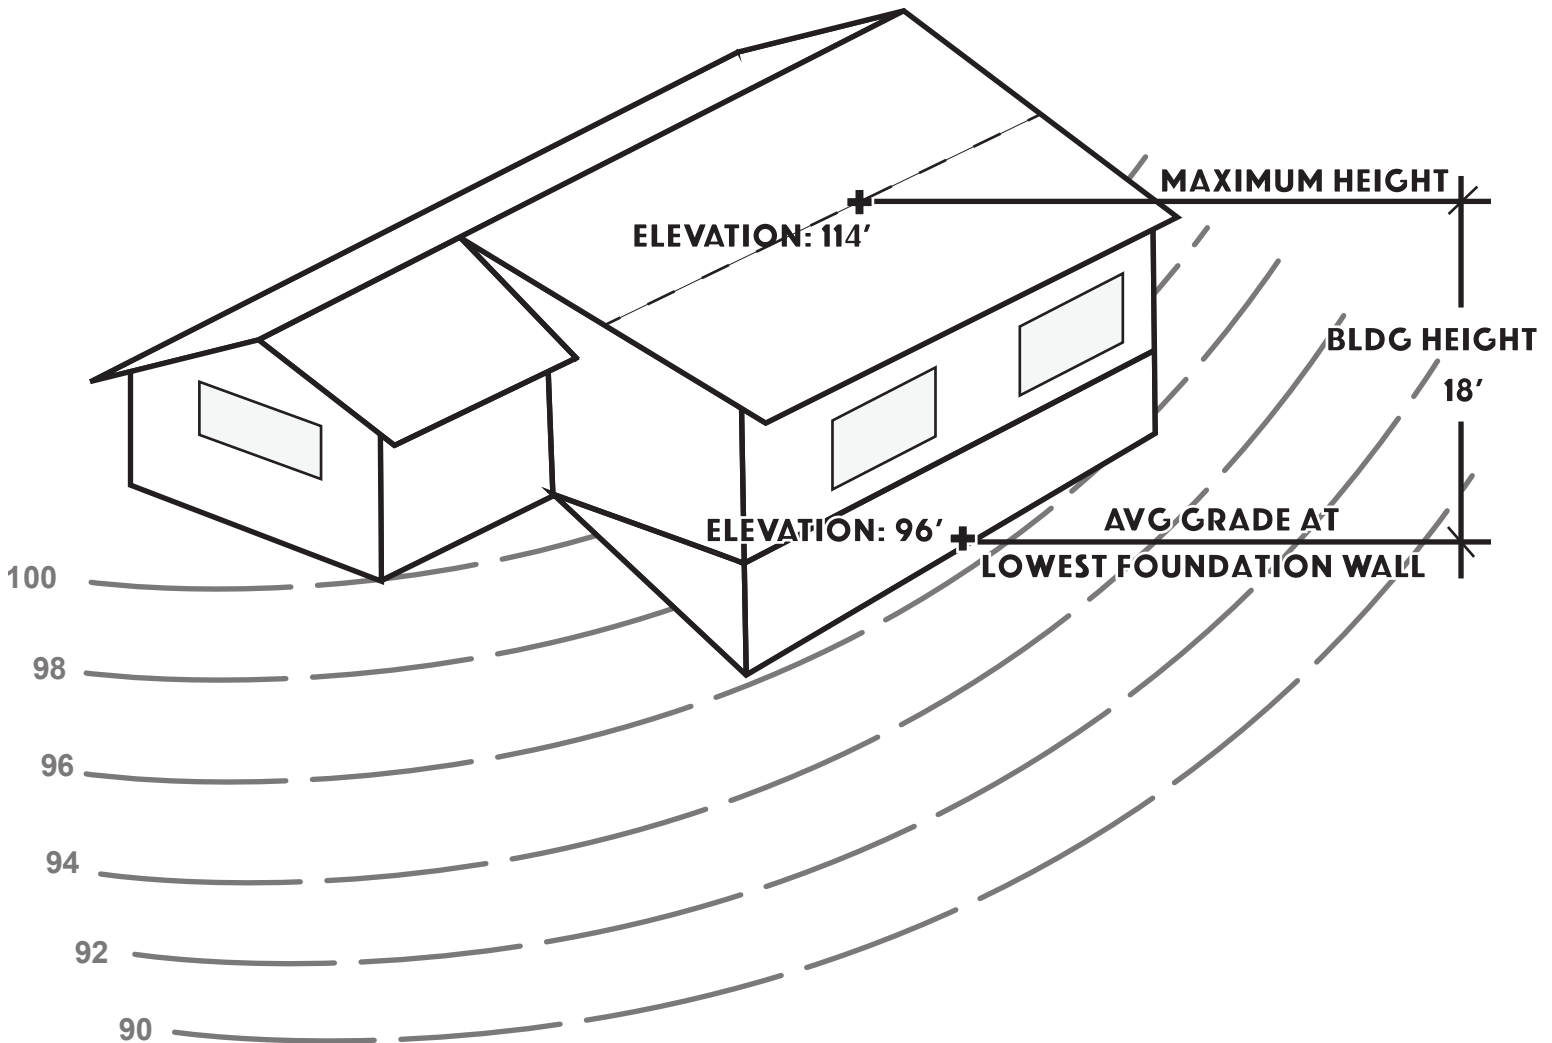 MAXIMUM HEIGHT
ELEVATION: 114’
BLDG HEIGHT
18’
ELEVATION: 96’
AVG GRADE AT
LOWEST FOUNDATION WALL
100
98
96
94
92
90